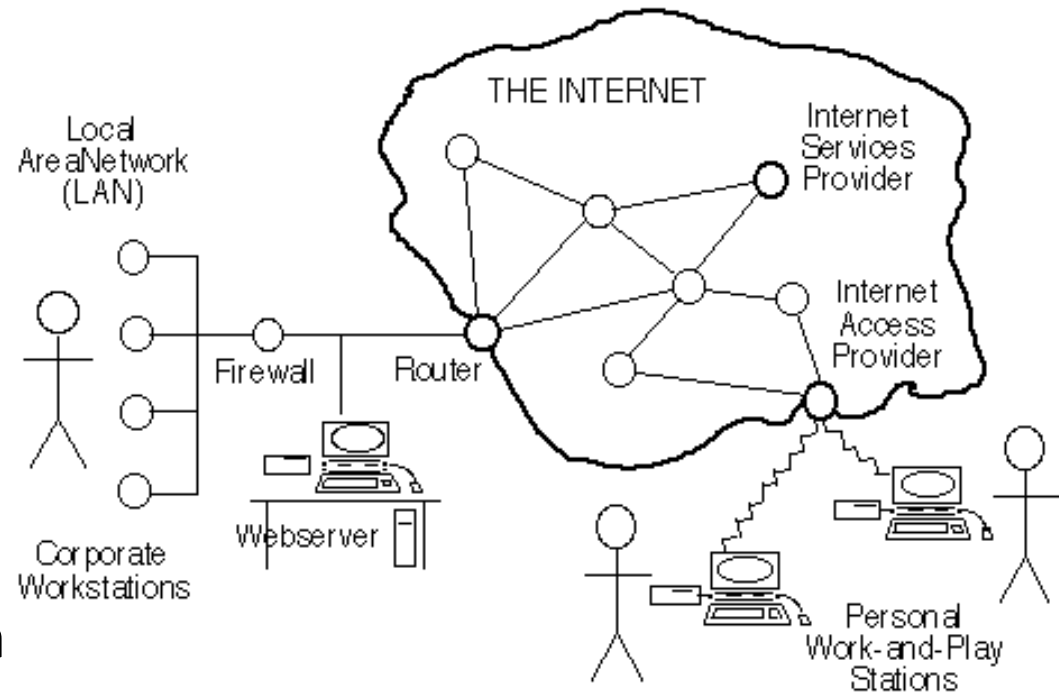 THE INTERNET
Local
AreaNetwork
(LAN)
Internet
Services
Provider
Internet
Access
Provider
Firewall
Router
Webserver
Corporate
Workstations
Personal
Work-and-Play
Stations
n